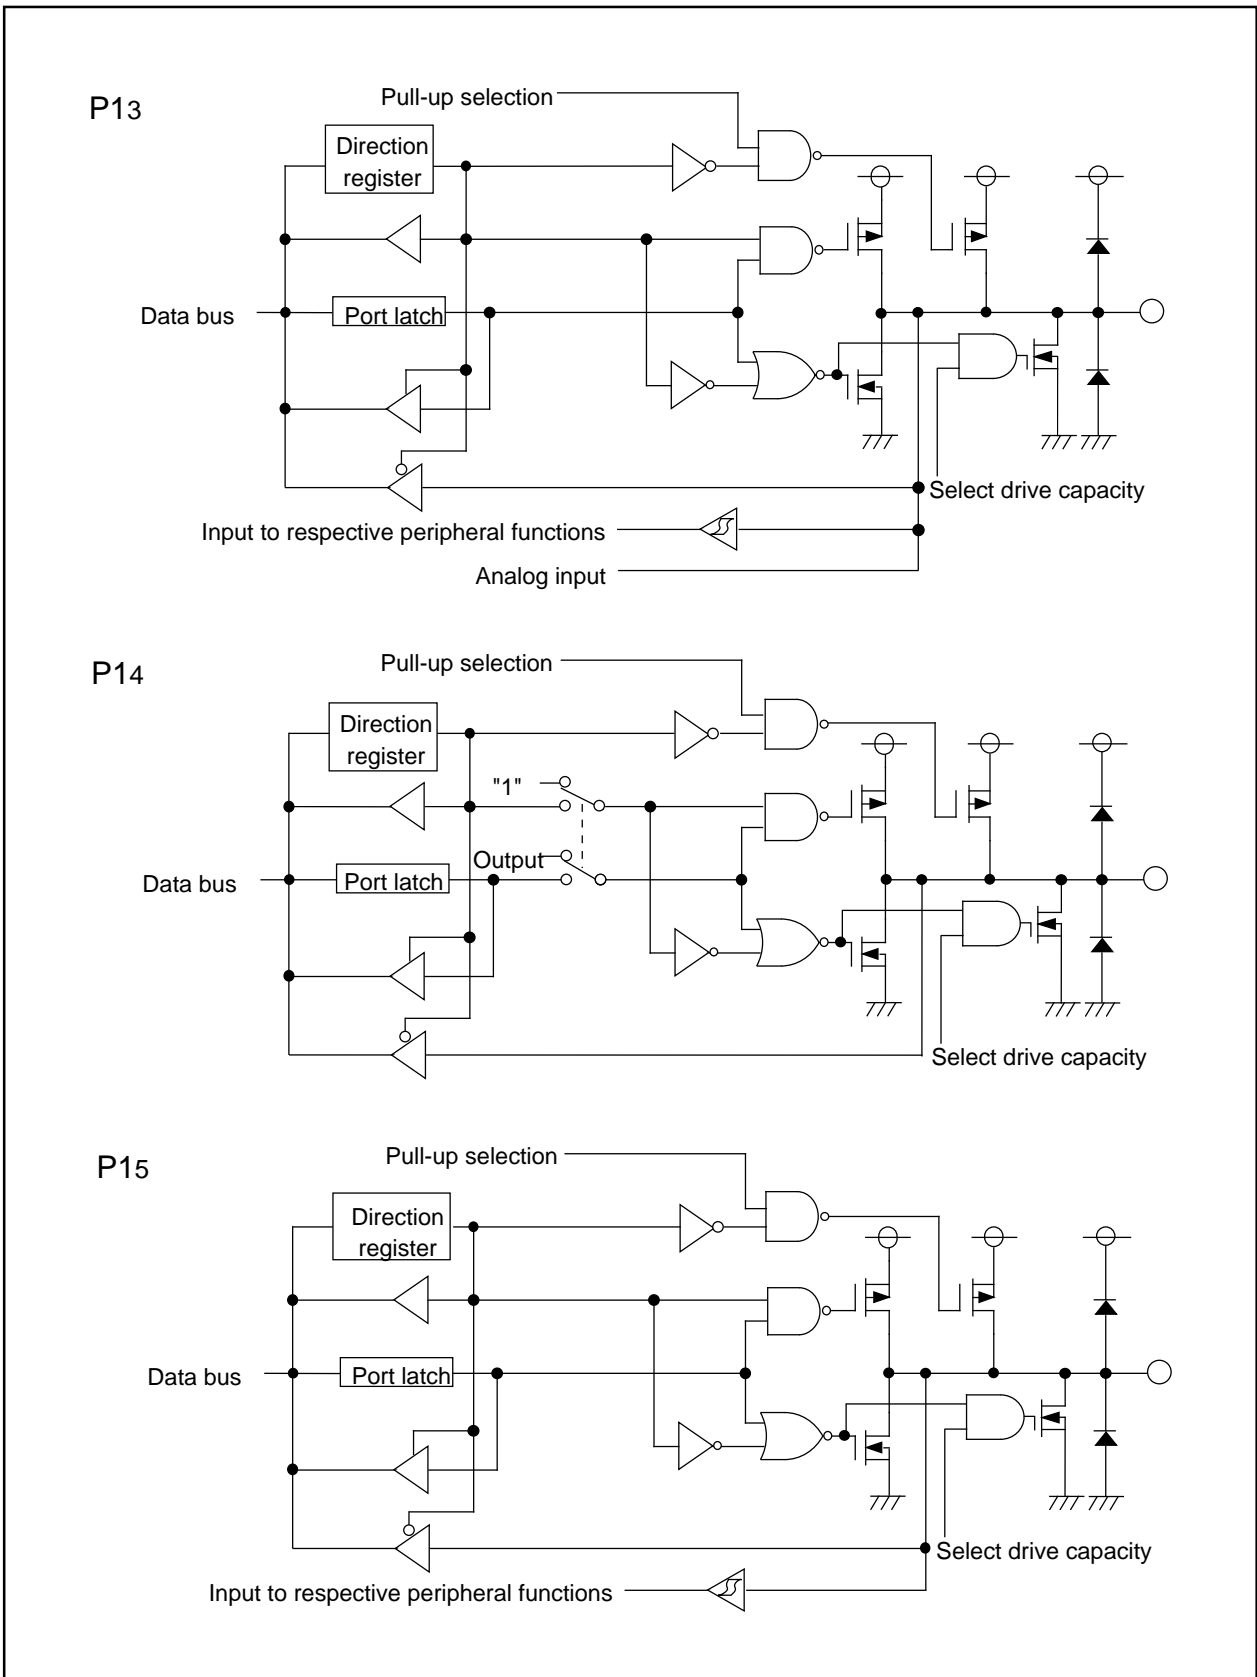 P13
Pull-up selection
Direction
register
Data bus
Port latch
Select drive capacity
Input to respective peripheral functions
Analog input
P14
Pull-up selection
Direction
register
"1"
Output
Data bus
Port latch
Select drive capacity
P15
Pull-up selection
Direction
register
Data bus
Port latch
Select drive capacity
Input to respective peripheral functions